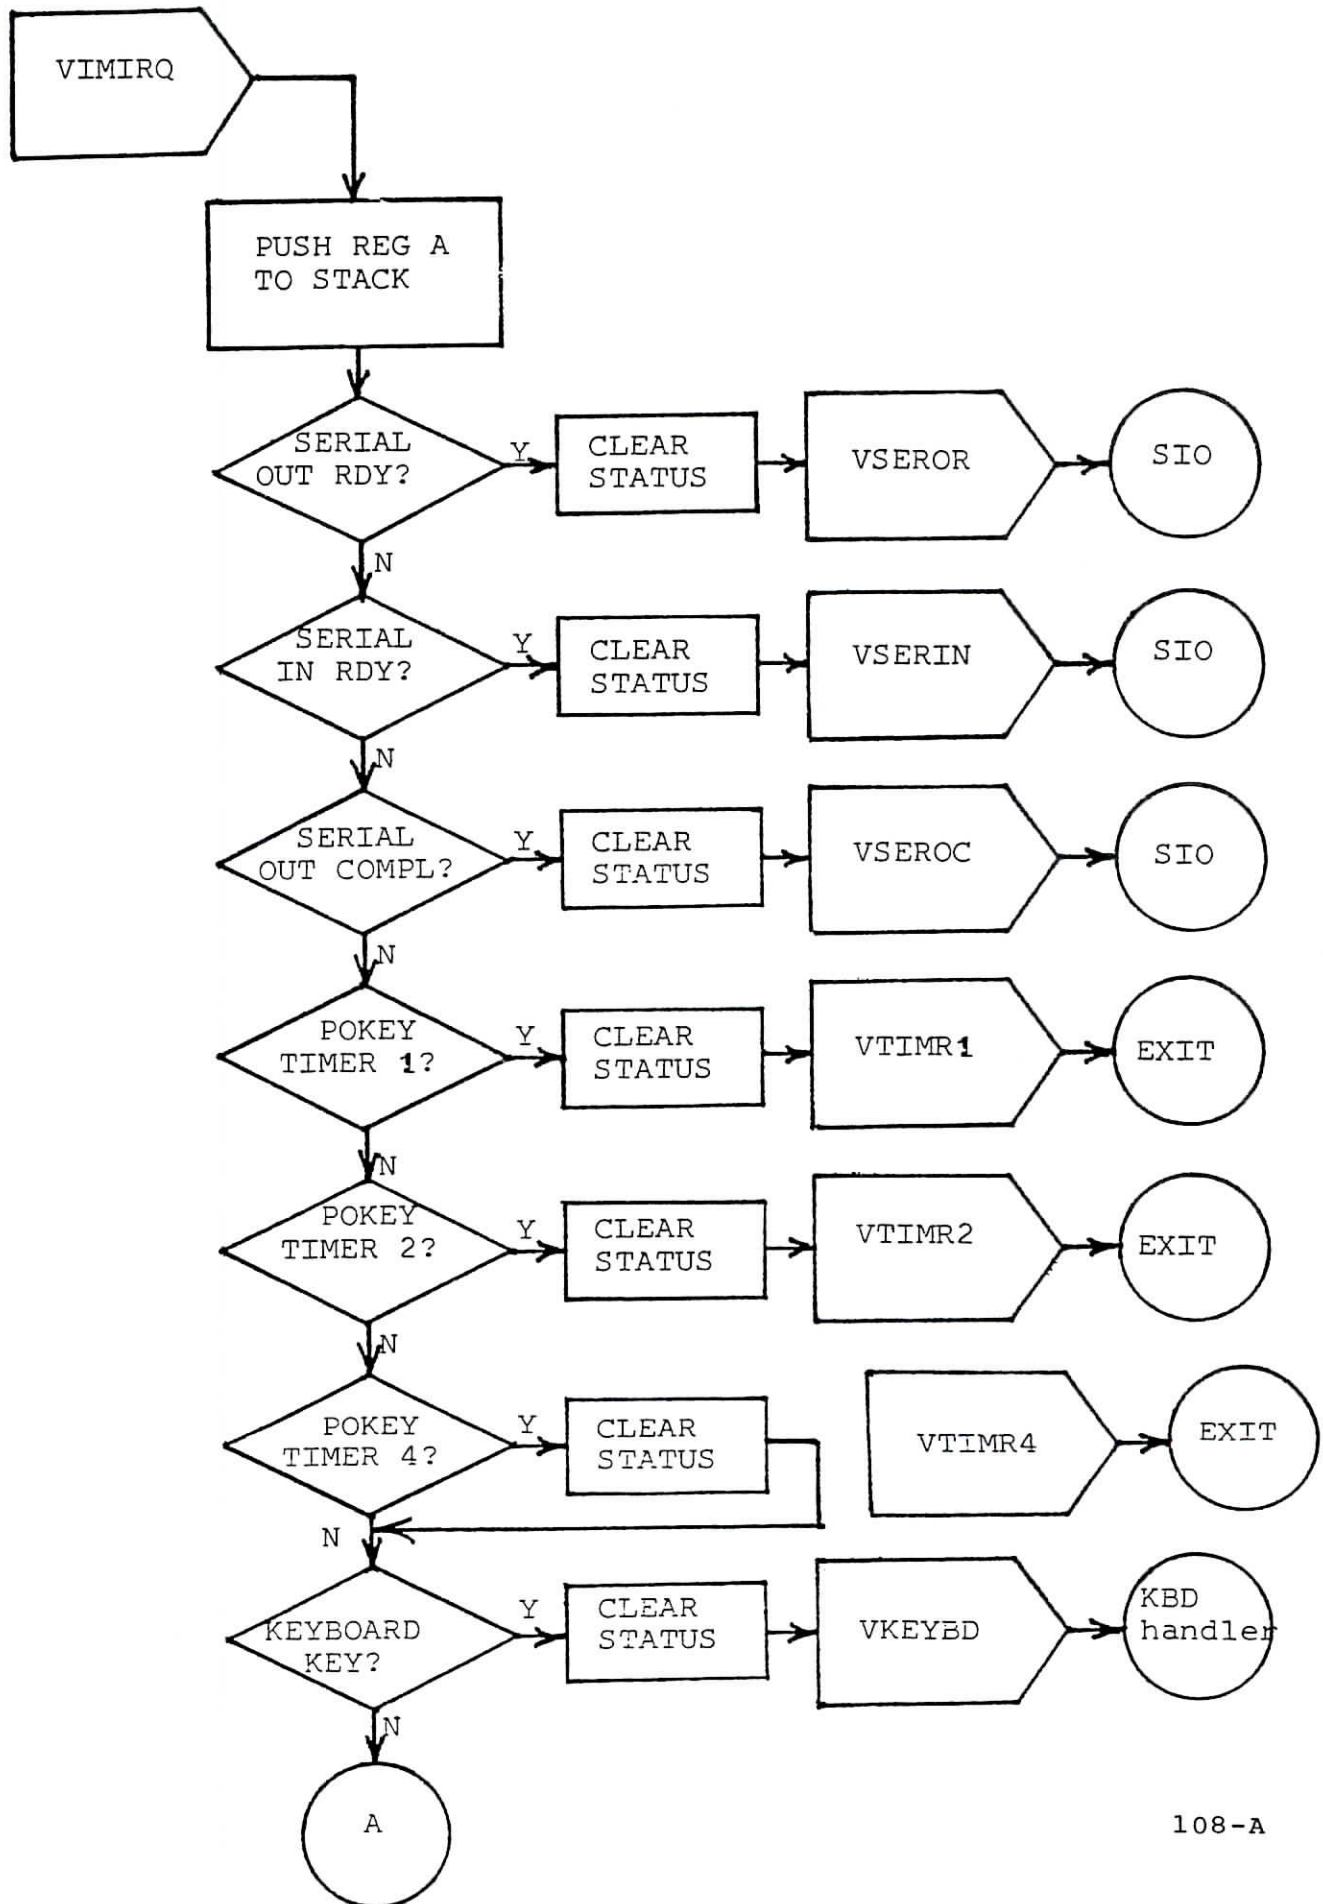 VIMIRQ
PUSH REG A
TO STACK
SERIAL
OUT RDY?
Y
CLEAR
STATUS
VSEROR
SIO
N
SERIAL
IN RDY?
Y
CLEAR
STATUS
VSERIN
SIO
N
SERIAL
OUT COMPL?
Y
CLEAR
STATUS
VSEROC
SIO
N
POKEY
TIMER 1?
Y
CLEAR
STATUS
VTIMR1
EXIT
N
POKEY
TIMER 2?
Y
CLEAR
STATUS
VTIMR2
EXIT
N
POKEY
TIMER 4?
Y
CLEAR
STATUS
VTIMR4
EXIT
N
KEYBOARD
KEY?
Y
CLEAR
STATUS
VKEYBD
KBD
handler
N
A
108-A